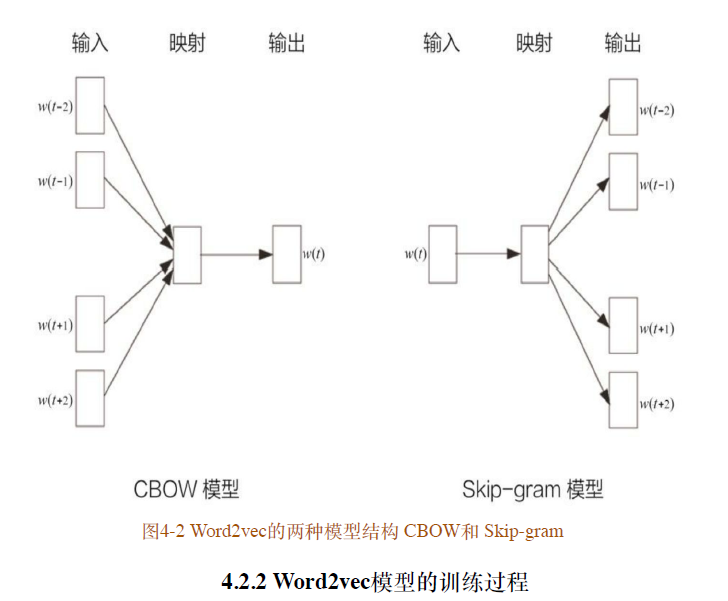 输入 映射 输出 输入 映射 输出
w(t−2) w(t−2)
w(t−1) w(t−1)
w(t) w(t)
w(t+1) w(t+1)
w(t+2) w(t+2)
CBOW 模型 Skip-gram 模型
图4-2 Word2vec的两种模型结构 CBOW和 Skip-gram
4.2.2 Word2vec模型的训练过程